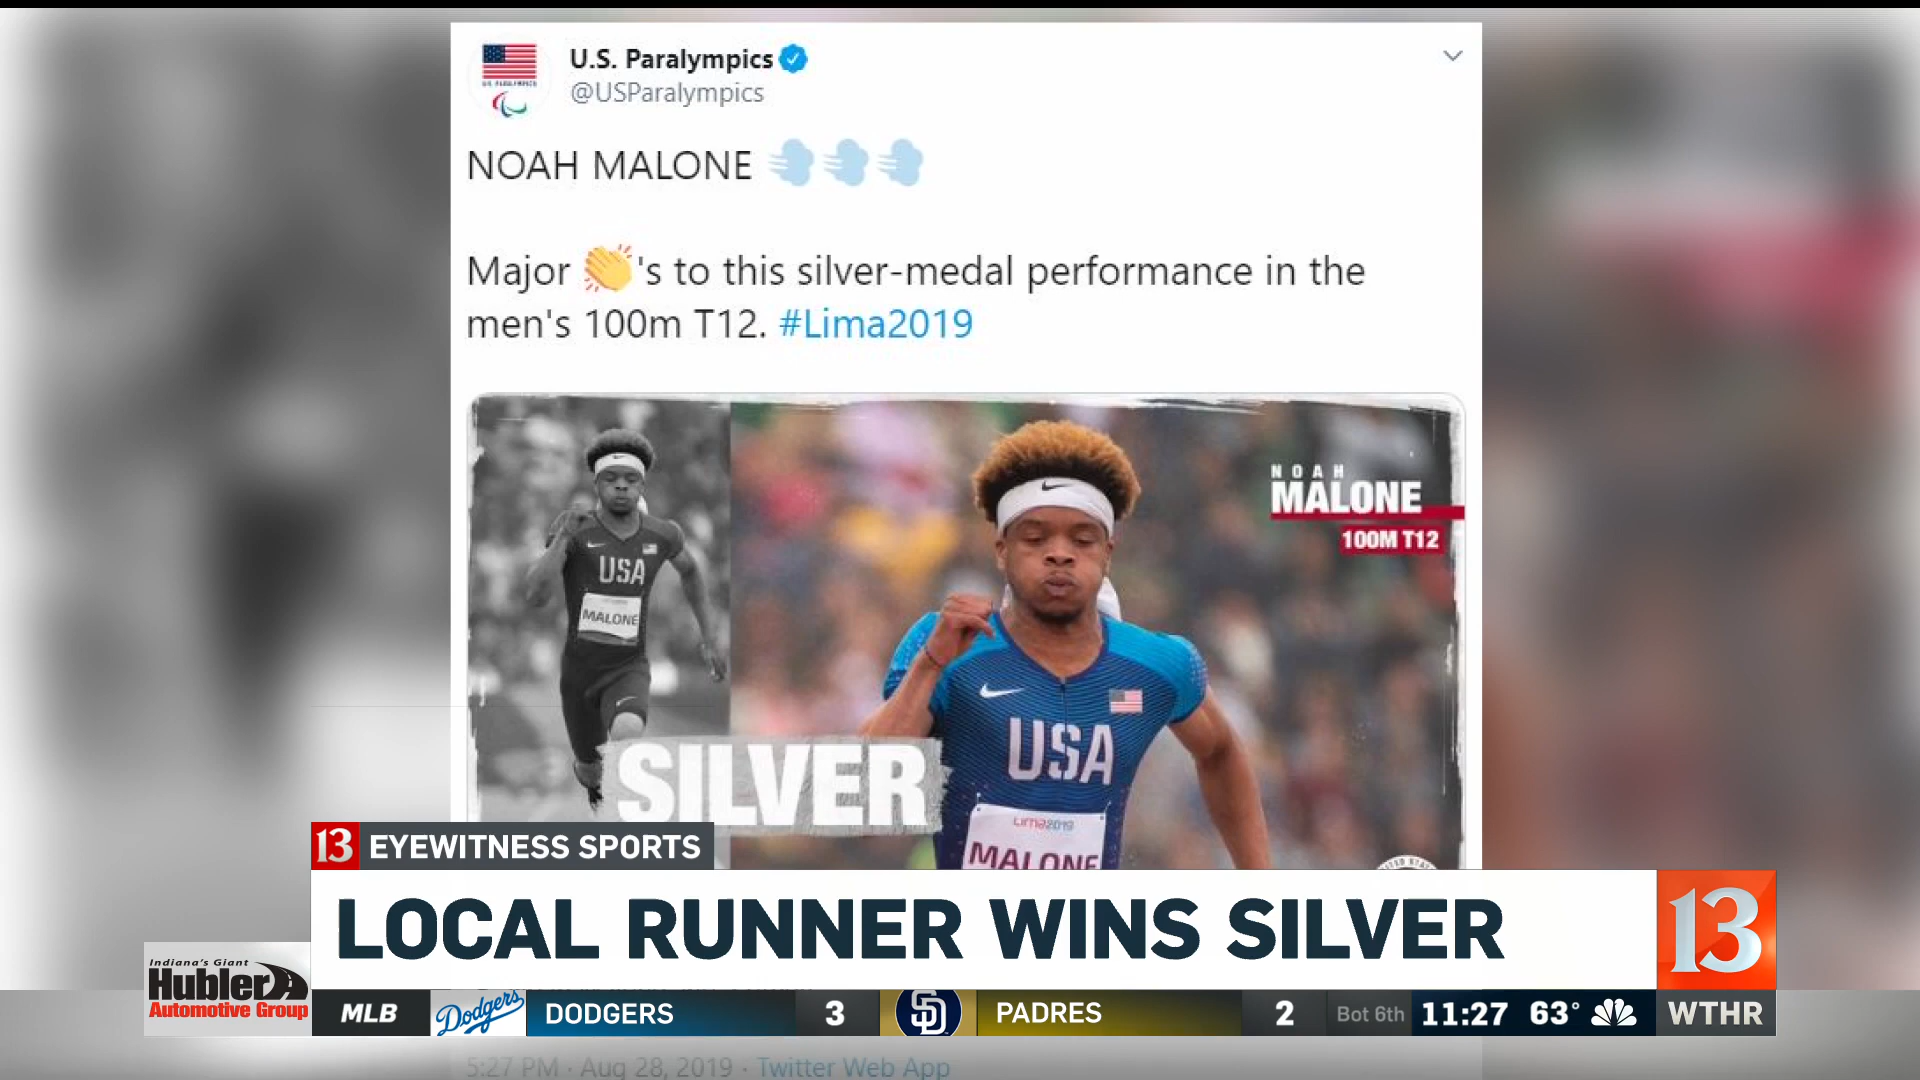 U.S. Paralympics
@USParalympics
NOAH MALONE
Major 's to this silver-medal performance in the
men's 100m T12. #Lima2019
NOAH
MALONE
100M T12
USA
MALONE
USA
SILVER
Lima2019
MALONE
13 EYEWITNESS SPORTS
LOCAL RUNNER WINS SILVER
13
Indiana's Giant
Hubler
Automotive Group
MLB Dodgers DODGERS 3 SD PADRES 2 Bot 6th 11:27 63° WTHR
5:27 PM · Aug 28, 2019 · Twitter Web App